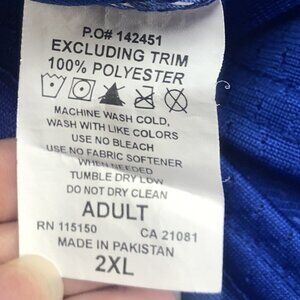 P.O# 142451
EXCLUDING TRIM
100% POLYESTER
MACHINE WASH COLD,
WASH WITH LIKE COLORS
USE NO BLEACH
USE NO FABRIC SOFTENER
WHEN NEEDED
TUMBLE DRY LOW
DO NOT DRY CLEAN
ADULT
RN 115150 CA 21081
MADE IN PAKISTAN
2XL